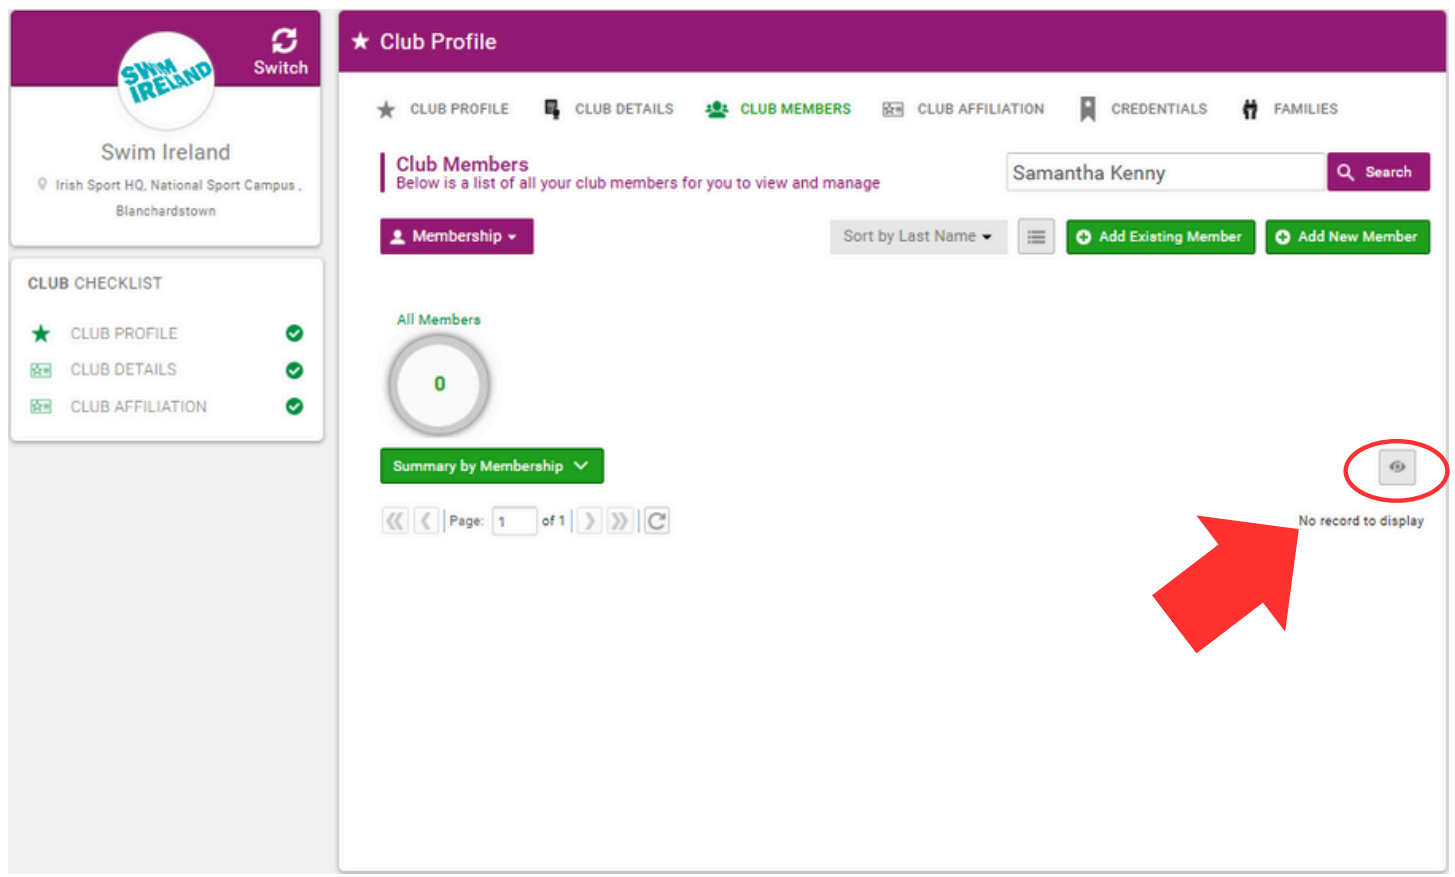 SWIM
IRELAND
Switch
Swim Ireland
Irish Sport HQ, National Sport Campus ,
Blanchardstown
CLUB CHECKLIST
CLUB PROFILE
CLUB DETAILS
CLUB AFFILIATION
Club Profile
CLUB PROFILE CLUB DETAILS CLUB MEMBERS CLUB AFFILIATION CREDENTIALS FAMILIES
Club Members
Below is a list of all your club members for you to view and manage
Samantha Kenny Search
Membership Sort by Last Name Add Existing Member Add New Member
All Members
0
Summary by Membership
Page: 1 of 1 No record to display